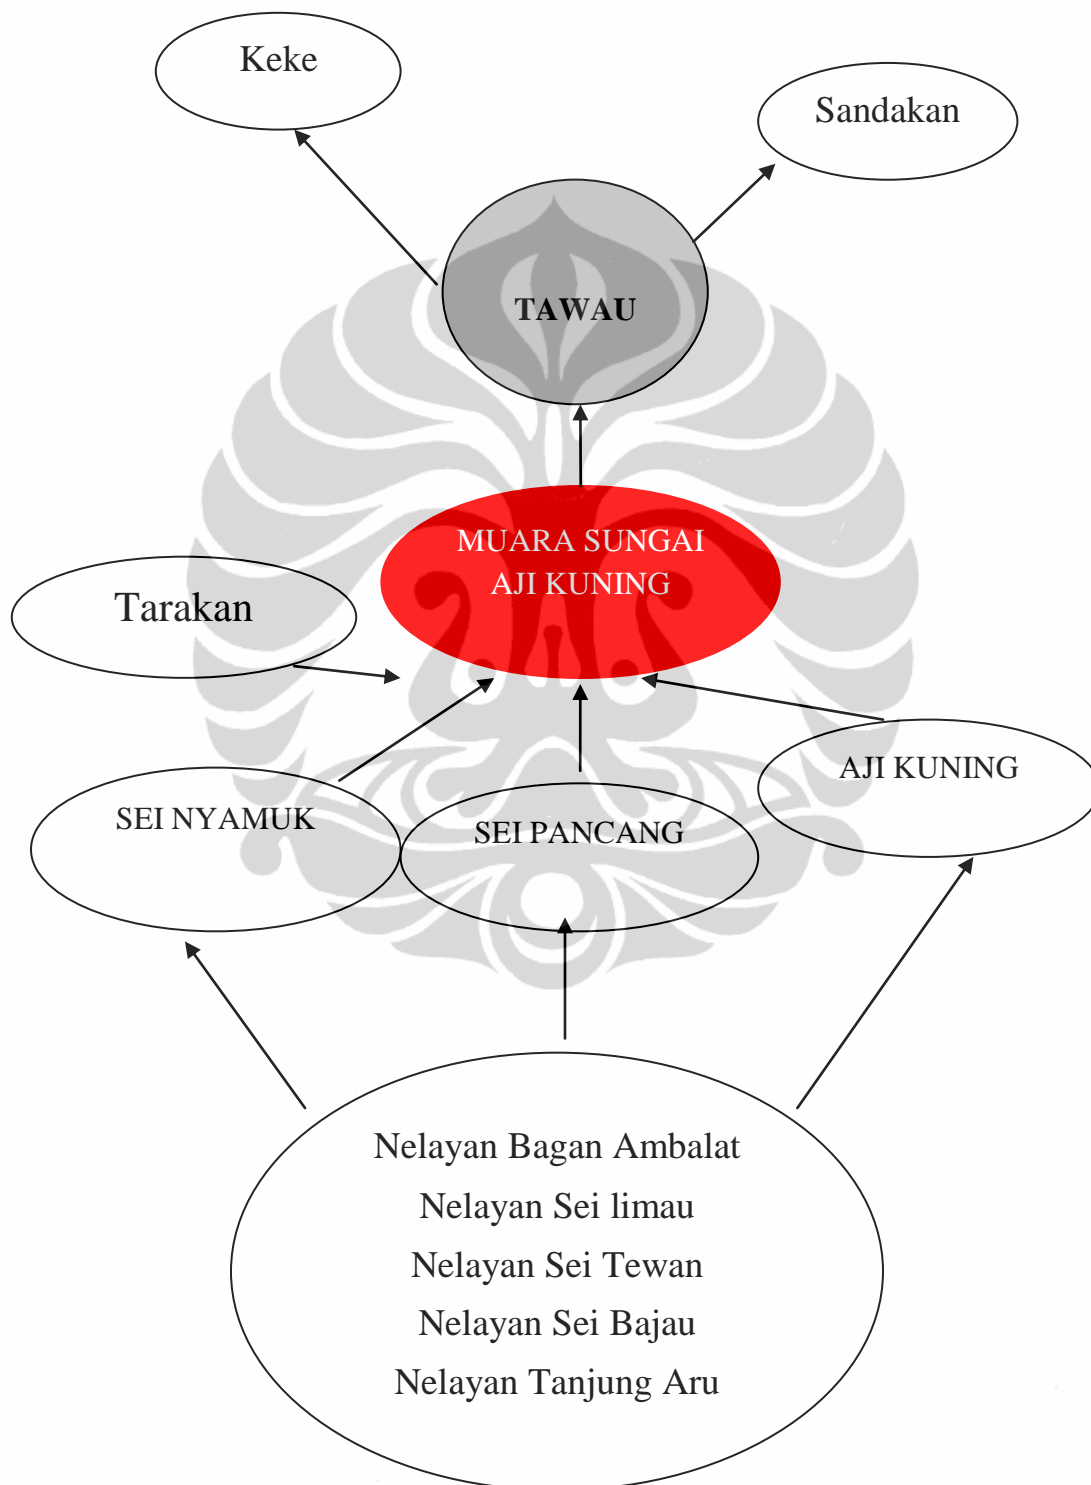 Keke
Sandakan
TAWAU
MUARA SUNGAI
AJI KUNING
Tarakan
AJI KUNING
SEI NYAMUK
SEI PANCANG
Nelayan Bagan Ambalat
Nelayan Sei limau
Nelayan Sei Tewan
Nelayan Sei Bajau
Nelayan Tanjung Aru